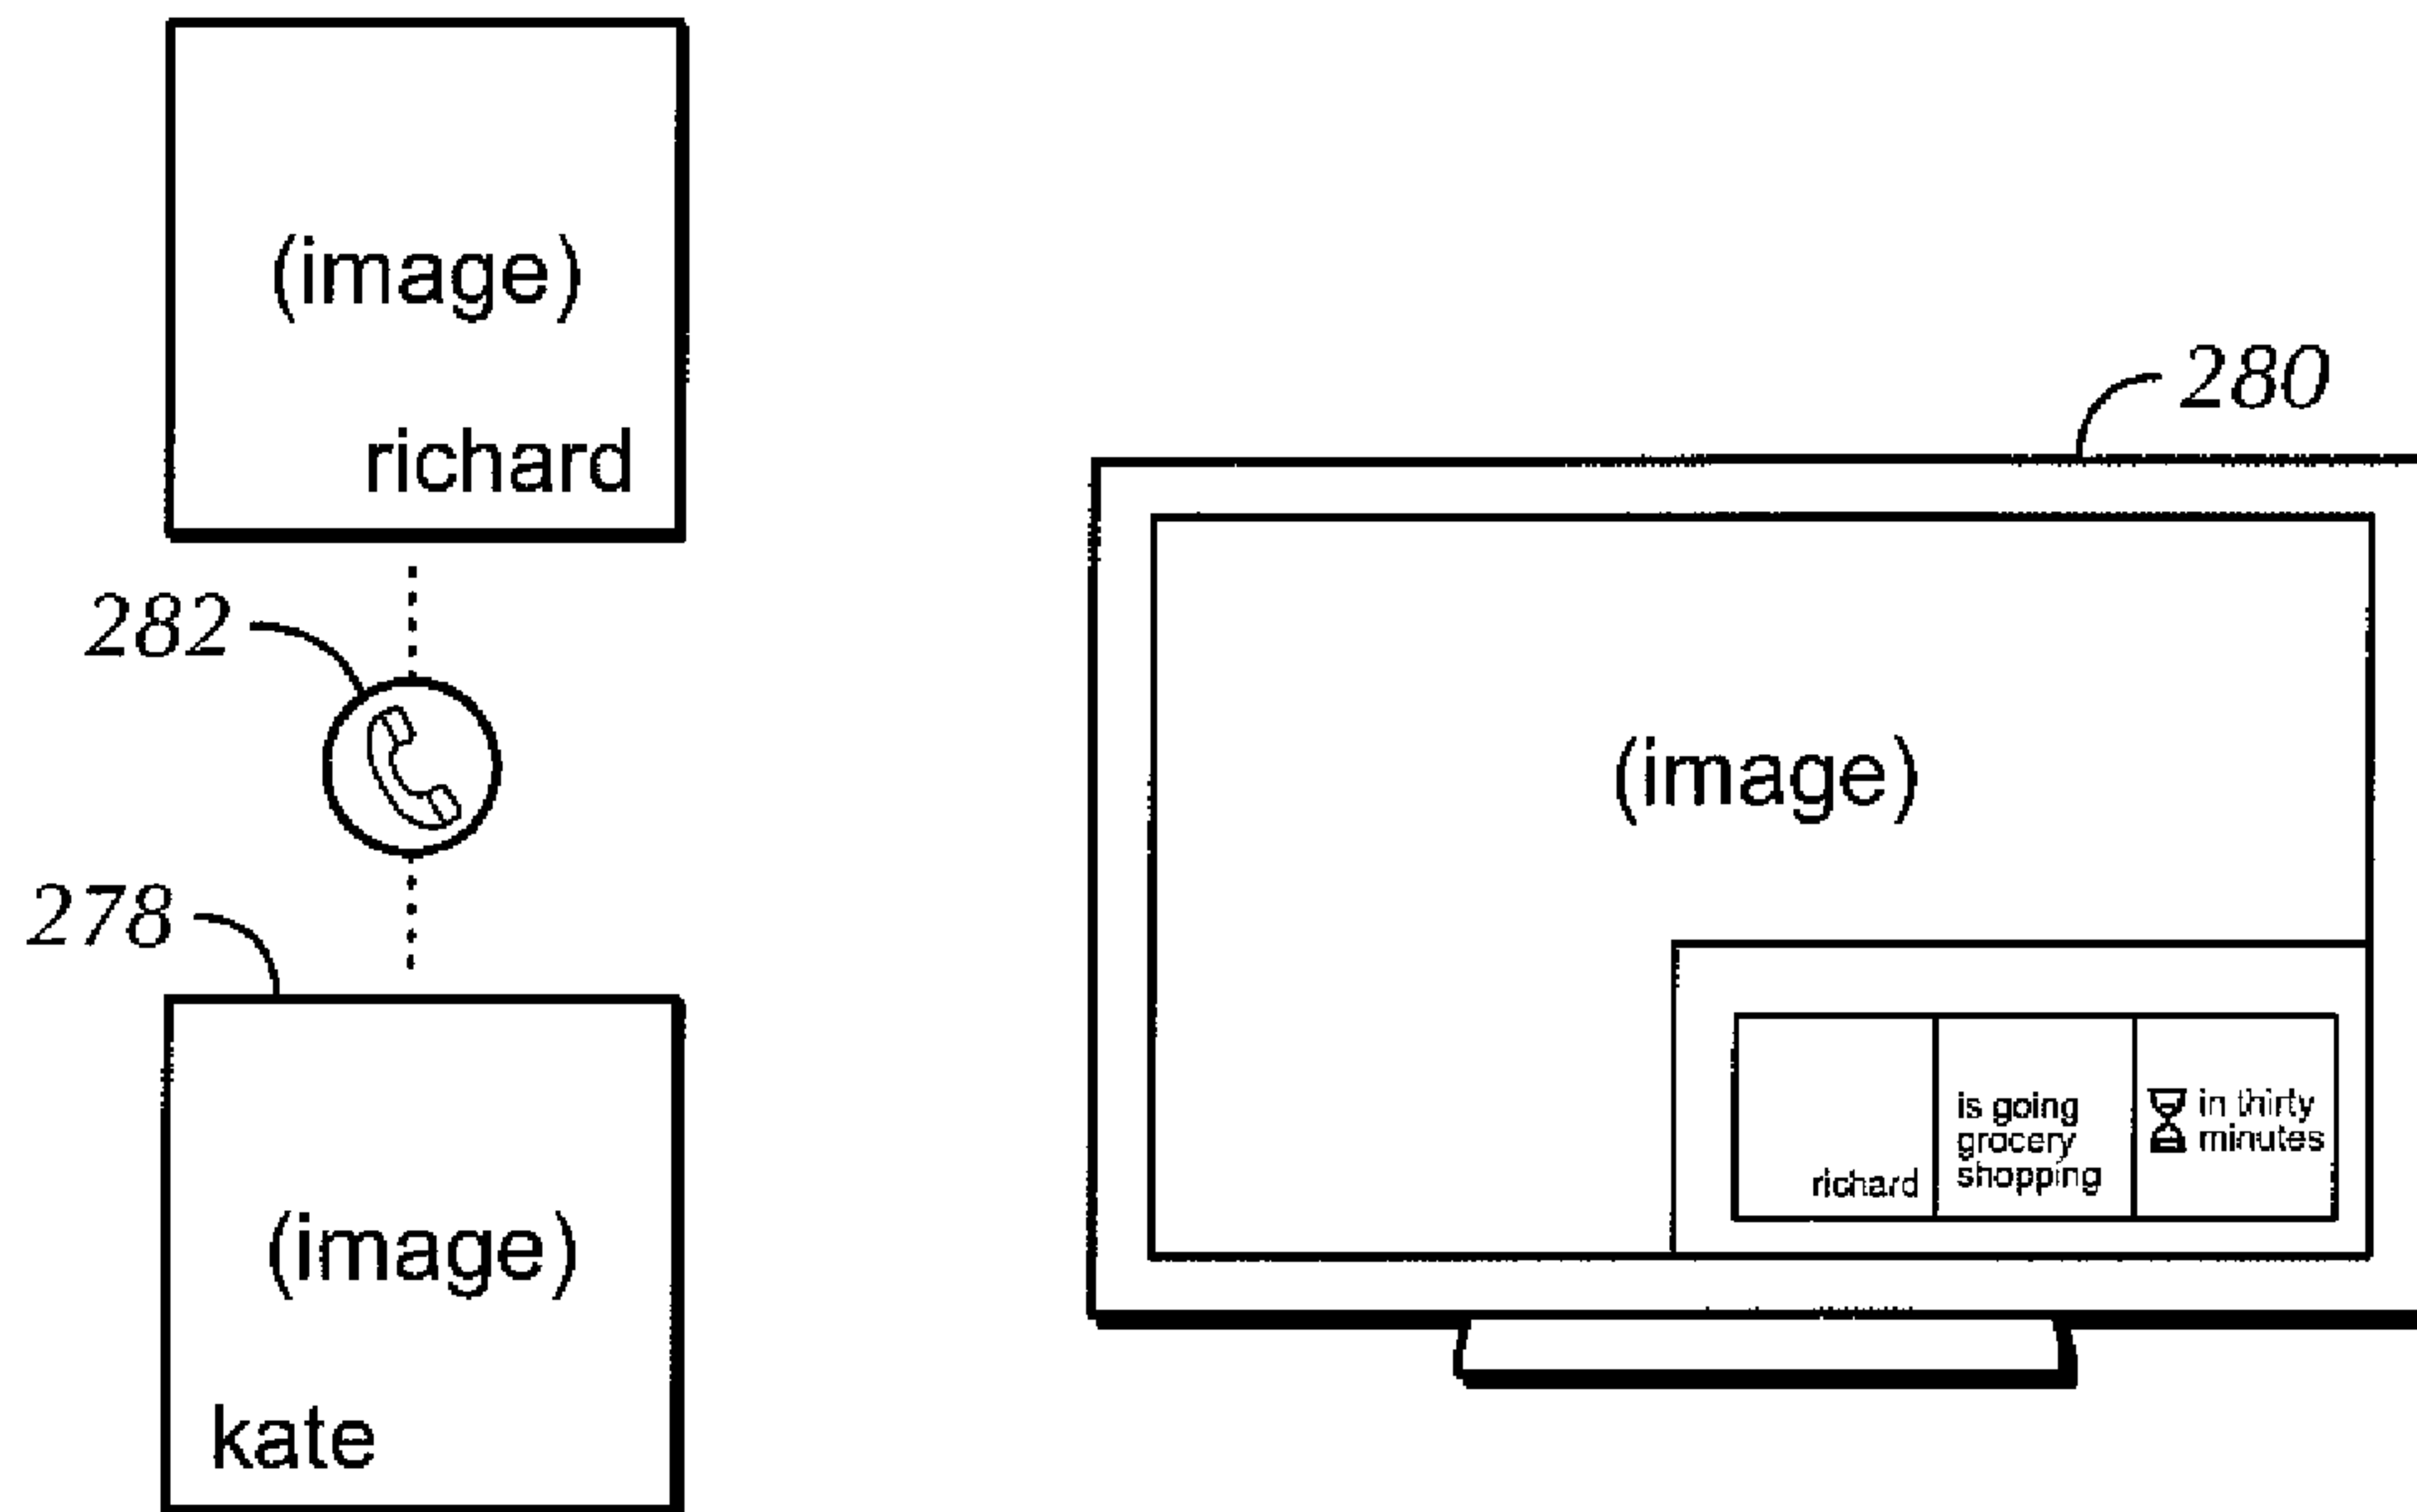 (image)
richard
282
278
(image)
kate
280
(image)
richard
is going
grocery
shopping
in thirty
minutes